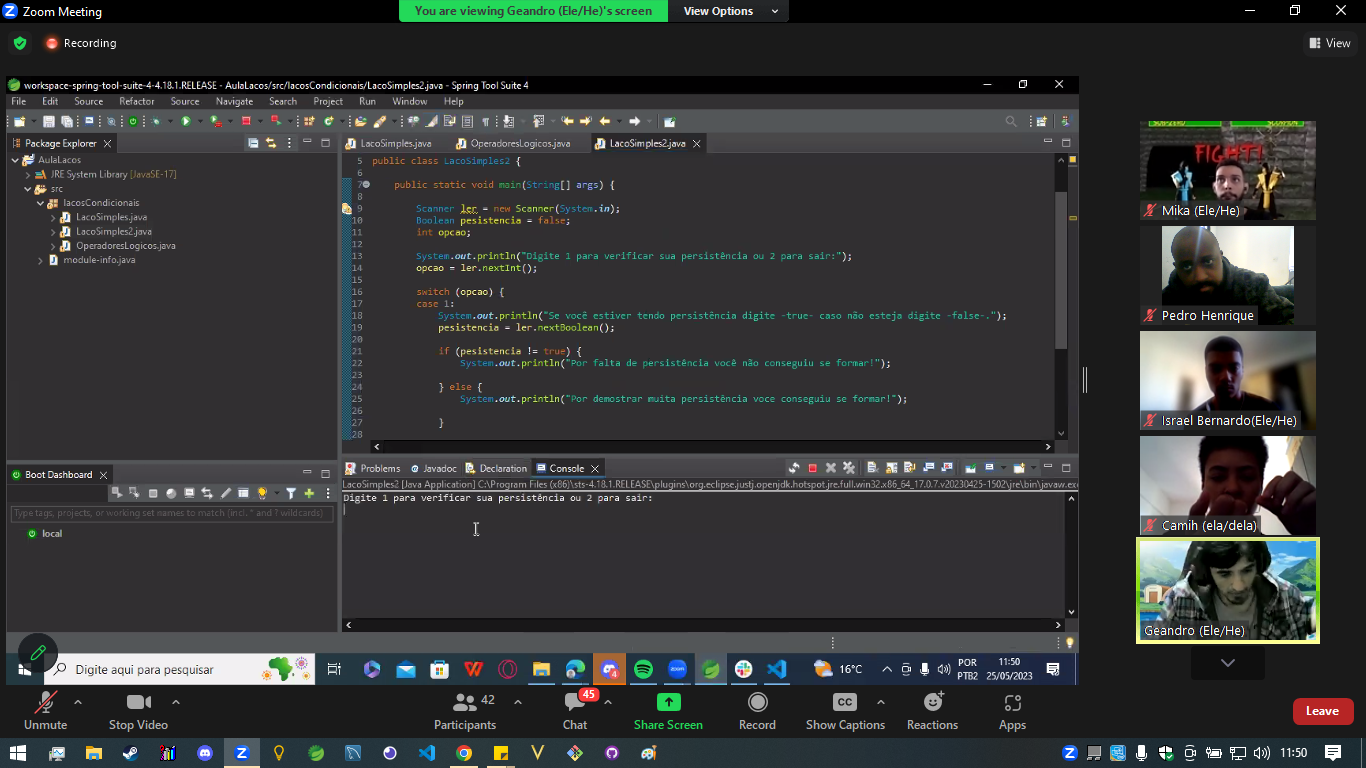 Zoom Meeting
You are viewing Geandro (Ele/He)'s screen
View Options
Recording
View
workspace-spring-tool-suite-4-4.18.1.RELEASE - AulaLacos/src/lacosCondicionais/LacoSimples2.java - Spring Tool Suite 4
File Edit Source Refactor Source Navigate Search Project Run Window Help
Package Explorer
AulaLacos
JRE System Library [JavaSE-17]
src
lacosCondicionais
LacoSimples.java
LacoSimples2.java
OperadoresLogicos.java
module-info.java
LacoSimples.java OperadoresLogicos.java LacoSimples2.java
5 public class LacoSimples2 {
6
7 public static void main(String[] args) {
8
9 Scanner ler = new Scanner(System.in);
10 Boolean pesistencia = false;
11 int opcao;
12
13 System.out.println("Digite 1 para verificar sua persistência ou 2 para sair:");
14 opcao = ler.nextInt();
15
16 switch (opcao) {
17 case 1:
18 System.out.println("Se você estiver tendo persistência digite -true- caso não esteja digite -false-.");
19 pesistencia = ler.nextBoolean();
20
21 if (pesistencia != true) {
22 System.out.println("Por falta de persistência você não conseguiu se formar!");
23
24 } else {
25 System.out.println("Por demostrar muita persistência voce conseguiu se formar!");
26
27 }
28
Boot Dashboard
Type tags, projects, or working set names to match (incl. * and ? wildcards)
local
Problems Javadoc Declaration Console
LacoSimples2 [Java Application] C:\Program Files (x86)\sts-4.18.1.RELEASE\plugins\org.eclipse.justj.openjdk.hotspot.jre.full.win32.x86_64_17.0.7.v20230425-1502\jre\bin\javaw.exe
Digite 1 para verificar sua persistência ou 2 para sair:
FIGHT!
Mika (Ele/He)
Pedro Henrique
Israel Bernardo(Ele/He)
Camih (ela/dela)
Geandro (Ele/He)
Digite aqui para pesquisar
4
16°C
POR
PTB2
11:50
25/05/2023
Unmute
Stop Video
Participants
42
Chat
45
Share Screen
Record
CC
Show Captions
Reactions
Apps
Leave
11:50